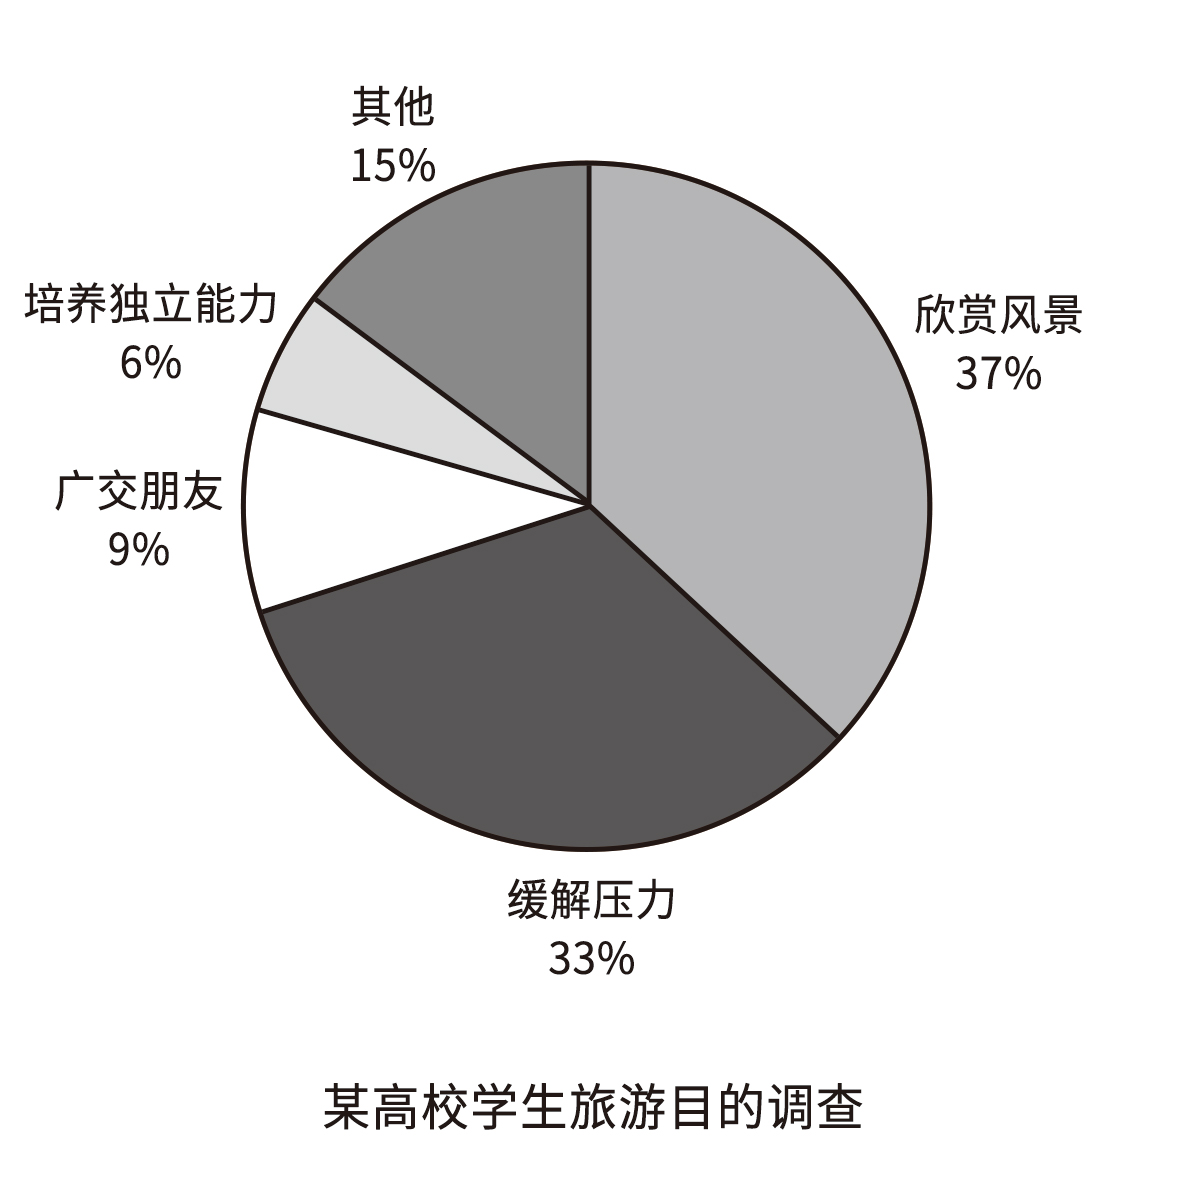 其他
15%
培养独立能力
6%
欣赏风景
37%
广交朋友
9%
缓解压力
33%
某高校学生旅游目的调查